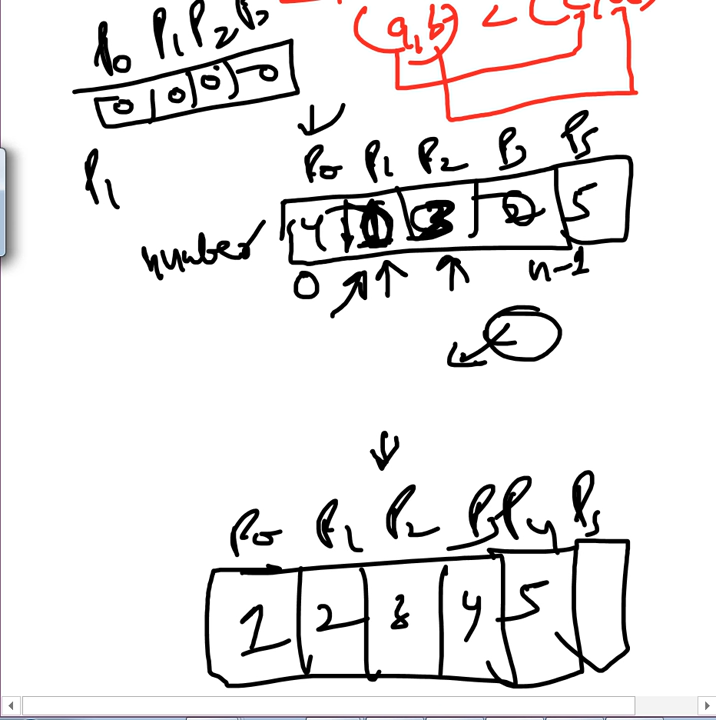 P0 P1 P2 P3
0 0 0 0
(a,b) <
P1
P0 P1 P2 P3 P5
number 4 0 3 2 5
0 n-1
P0 P1 P2 P3 P4 P5
1 2 3 4 5